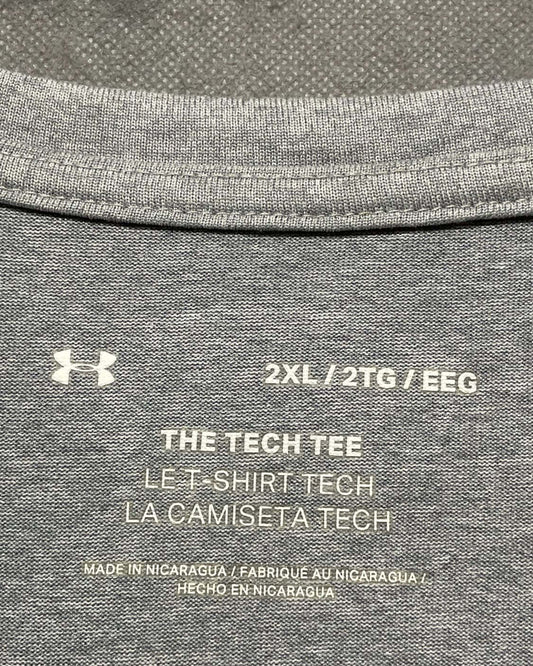 2XL / 2TG / EEG
THE TECH TEE
LE T-SHIRT TECH
LA CAMISETA TECH
MADE IN NICARAGUA / FABRIQUÉ AU NICARAGUA /
HECHO EN NICARAGUA